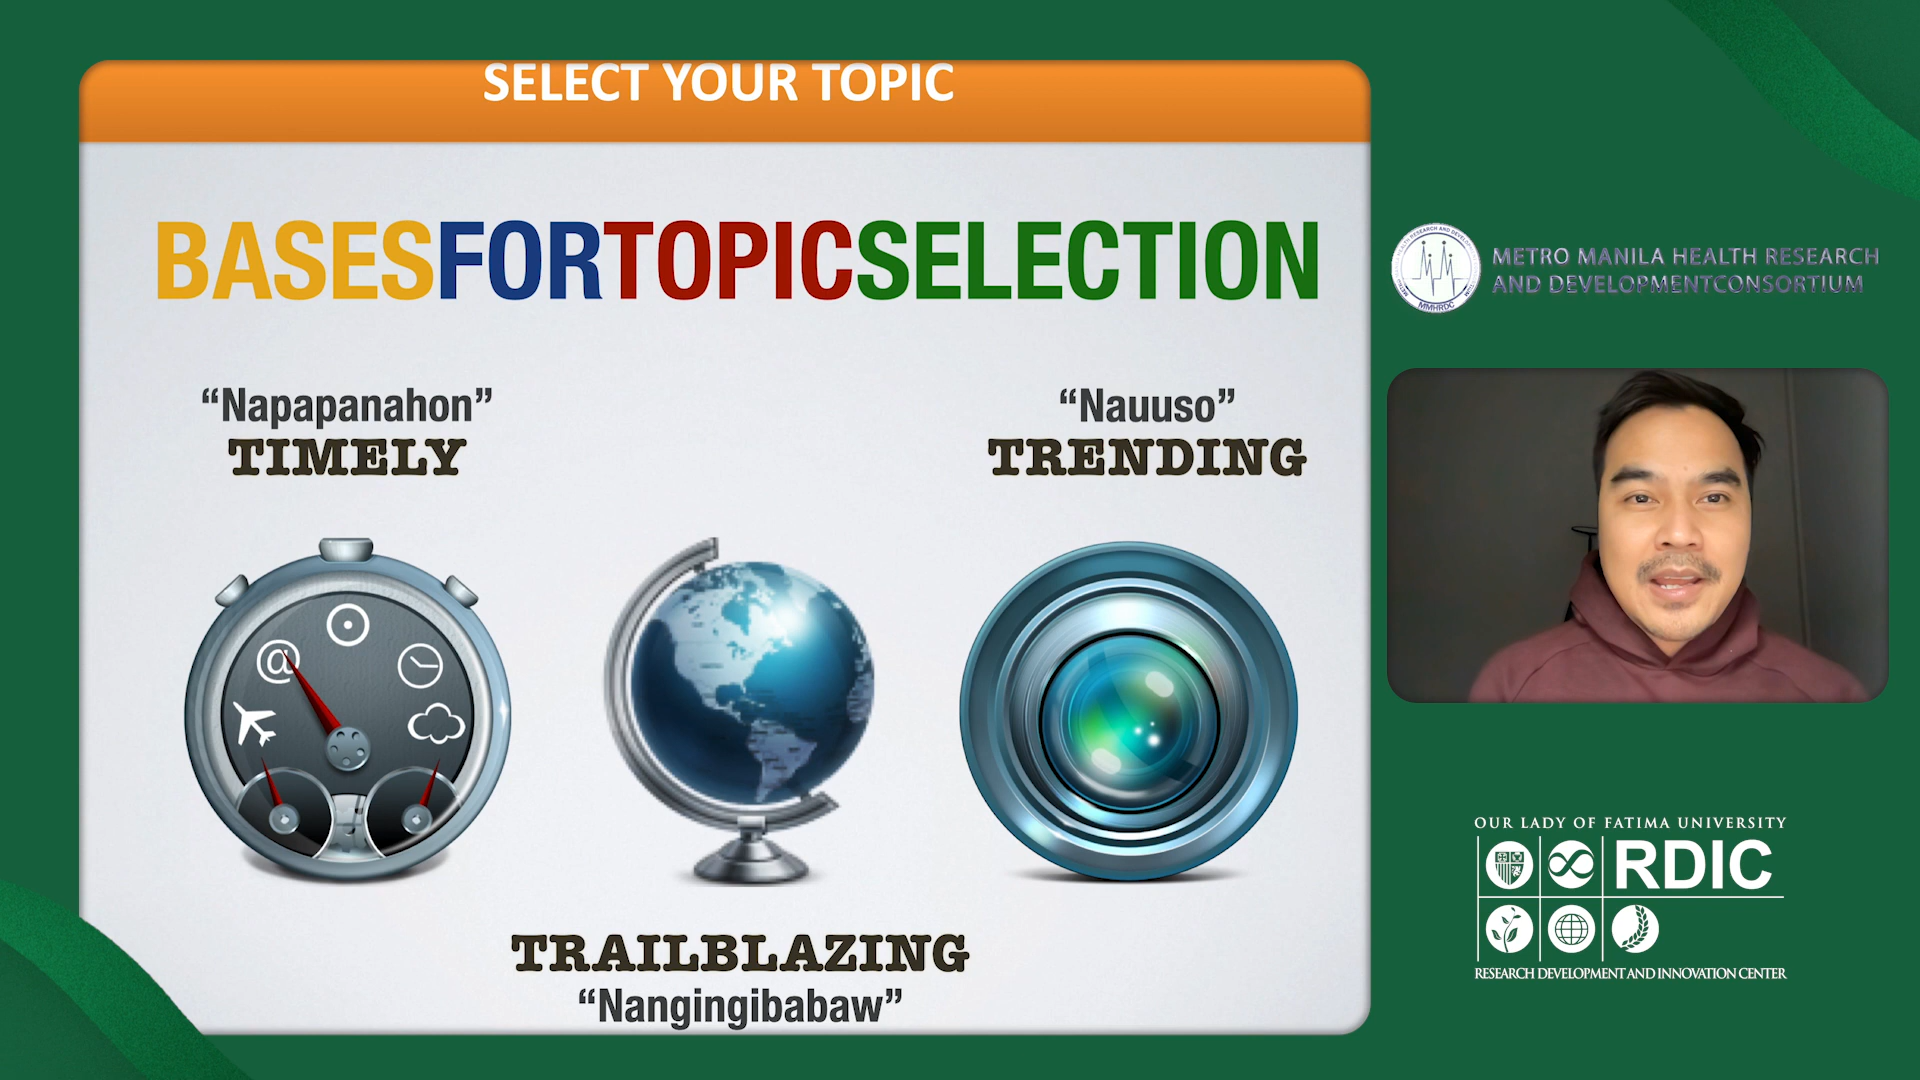 SELECT YOUR TOPIC
BASESFORTOPICSELECTION
“Napapanahon”
TIMELY
“Nauuso”
TRENDING
@
TRAILBLAZING
“Nangingibabaw”
METRO MANILA HEALTH RESEARCH
AND DEVELOPMENTCONSORTIUM
MMHRDC
OUR LADY OF FATIMA UNIVERSITY
RDIC
RESEARCH DEVELOPMENT AND INNOVATION CENTER